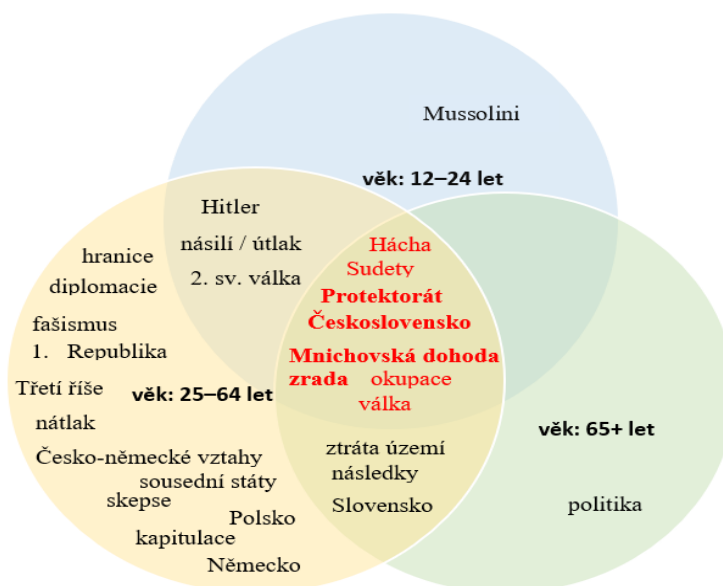 Mussolini
věk: 12–24 let
Hitler
násilí / útlak
2. sv. válka
Hácha
Sudety
Protektorát
Československo
Mnichovská dohoda
zrada okupace
válka
hranice
diplomacie
fašismus
1. Republika
Třetí říše
věk: 25–64 let
nátlak
Česko-německé vztahy
sousední státy
skepse
Polsko
kapitulace
Německo
ztráta území
následky
Slovensko
věk: 65+ let
politika